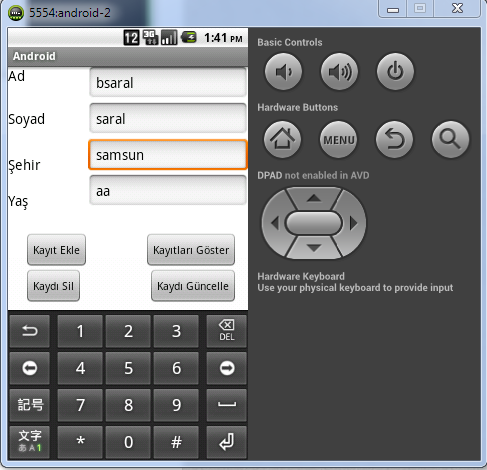 5554:android-2
12 3G 1:41 PM
Android
Ad bsaral
Soyad saral
Şehir samsun
Yaş aa
Kayıt Ekle Kayıtları Göster
Kaydı Sil Kaydı Güncelle
1 2 3 DEL
4 5 6
記号 7 8 9
文字 あA1 * 0 #
Basic Controls
Hardware Buttons
MENU
DPAD not enabled in AVD
Hardware Keyboard
Use your physical keyboard to provide input